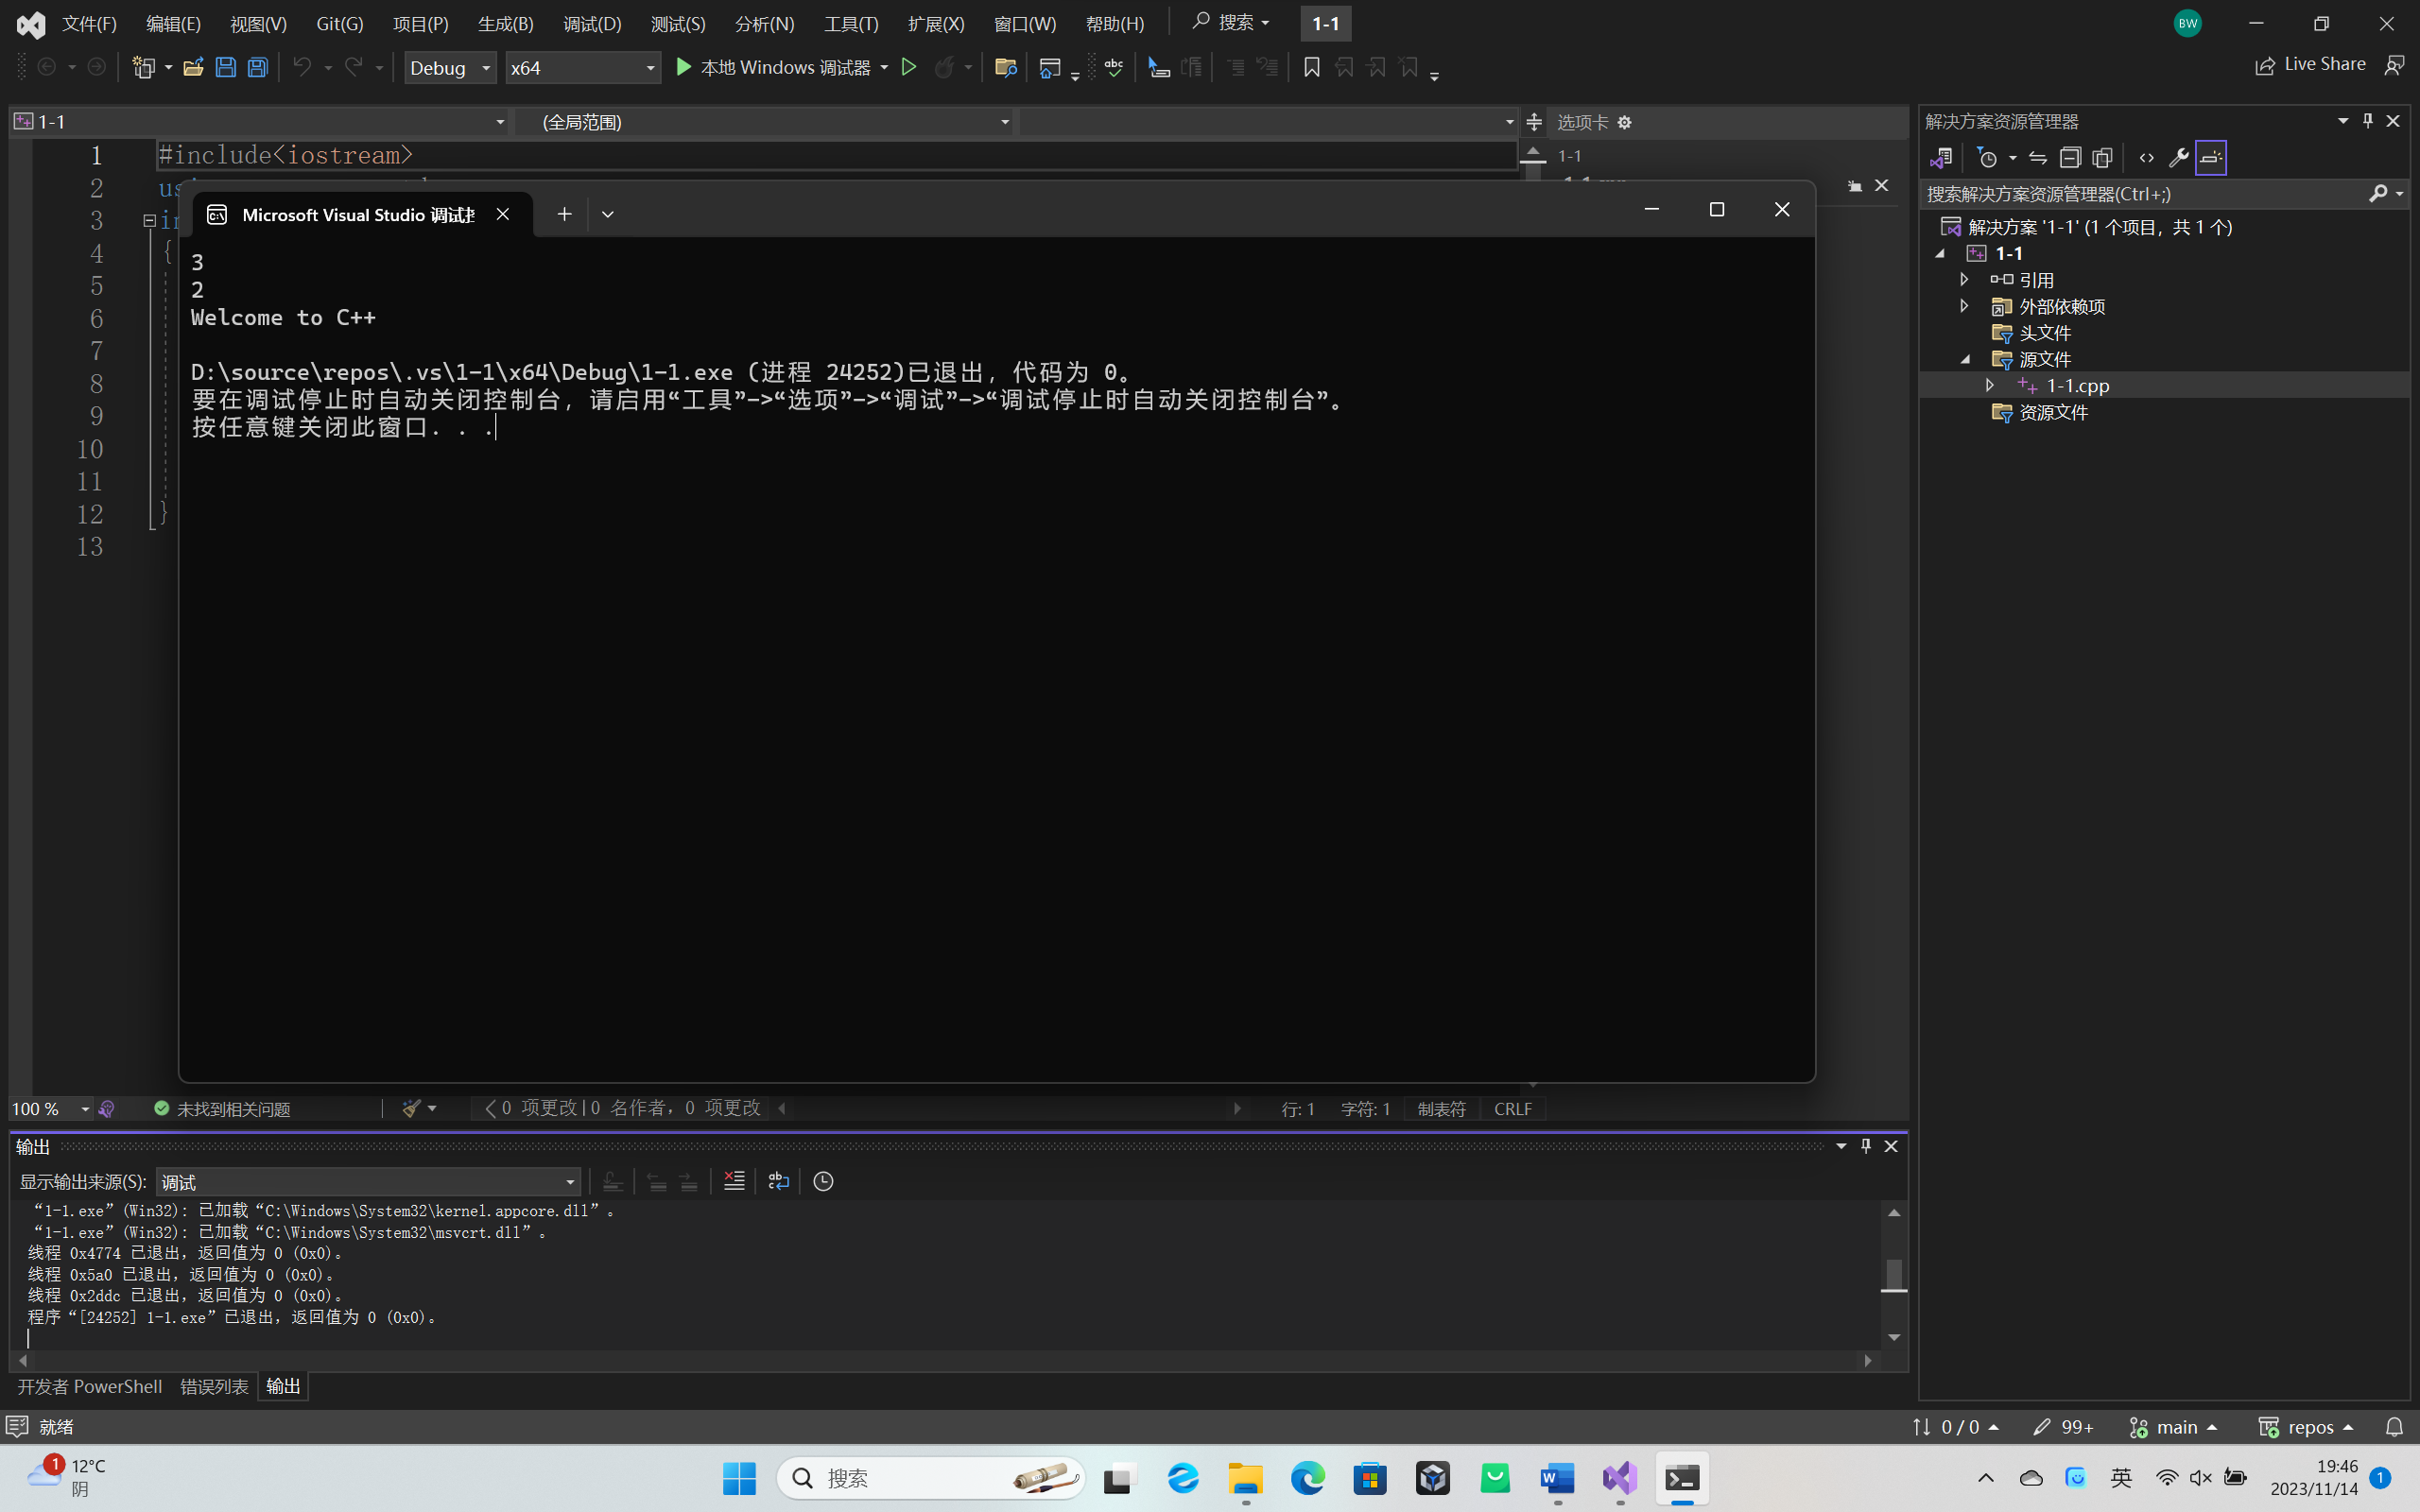 文件(F) 编辑(E) 视图(V) Git(G) 项目(P) 生成(B) 调试(D) 测试(S) 分析(N) 工具(T) 扩展(X) 窗口(W) 帮助(H) 搜索 1-1 BW
Debug x64 本地 Windows 调试器 Live Share
1-1 (全局范围) 选项卡
1 #include<iostream>
1-1
2
3
4 {
5
6
7
8
9
10
11
12 }
13
Microsoft Visual Studio 调试
3
2
Welcome to C++
D:\source\repos\.vs\1-1\x64\Debug\1-1.exe (进程 24252)已退出，代码为 0。
要在调试停止时自动关闭控制台，请启用“工具”->“选项”->“调试”->“调试停止时自动关闭控制台”。
按任意键关闭此窗口. . .
解决方案资源管理器
搜索解决方案资源管理器(Ctrl+;)
解决方案 '1-1' (1 个项目，共 1 个)
1-1
引用
外部依赖项
头文件
源文件
1-1.cpp
资源文件
100 % 未找到相关问题 0 项更改 | 0 名作者，0 项更改 行: 1 字符: 1 制表符 CRLF
输出
显示输出来源(S): 调试
“1-1.exe”(Win32): 已加载“C:\Windows\System32\kernel.appcore.dll”。
“1-1.exe”(Win32): 已加载“C:\Windows\System32\msvcrt.dll”。
线程 0x4774 已退出，返回值为 0 (0x0)。
线程 0x5a0 已退出，返回值为 0 (0x0)。
线程 0x2ddc 已退出，返回值为 0 (0x0)。
程序“[24252] 1-1.exe”已退出，返回值为 0 (0x0)。
开发者 PowerShell 错误列表 输出
就绪 0 / 0 99+ main repos
1 12°C
阴
搜索
英
19:46
2023/11/14
1